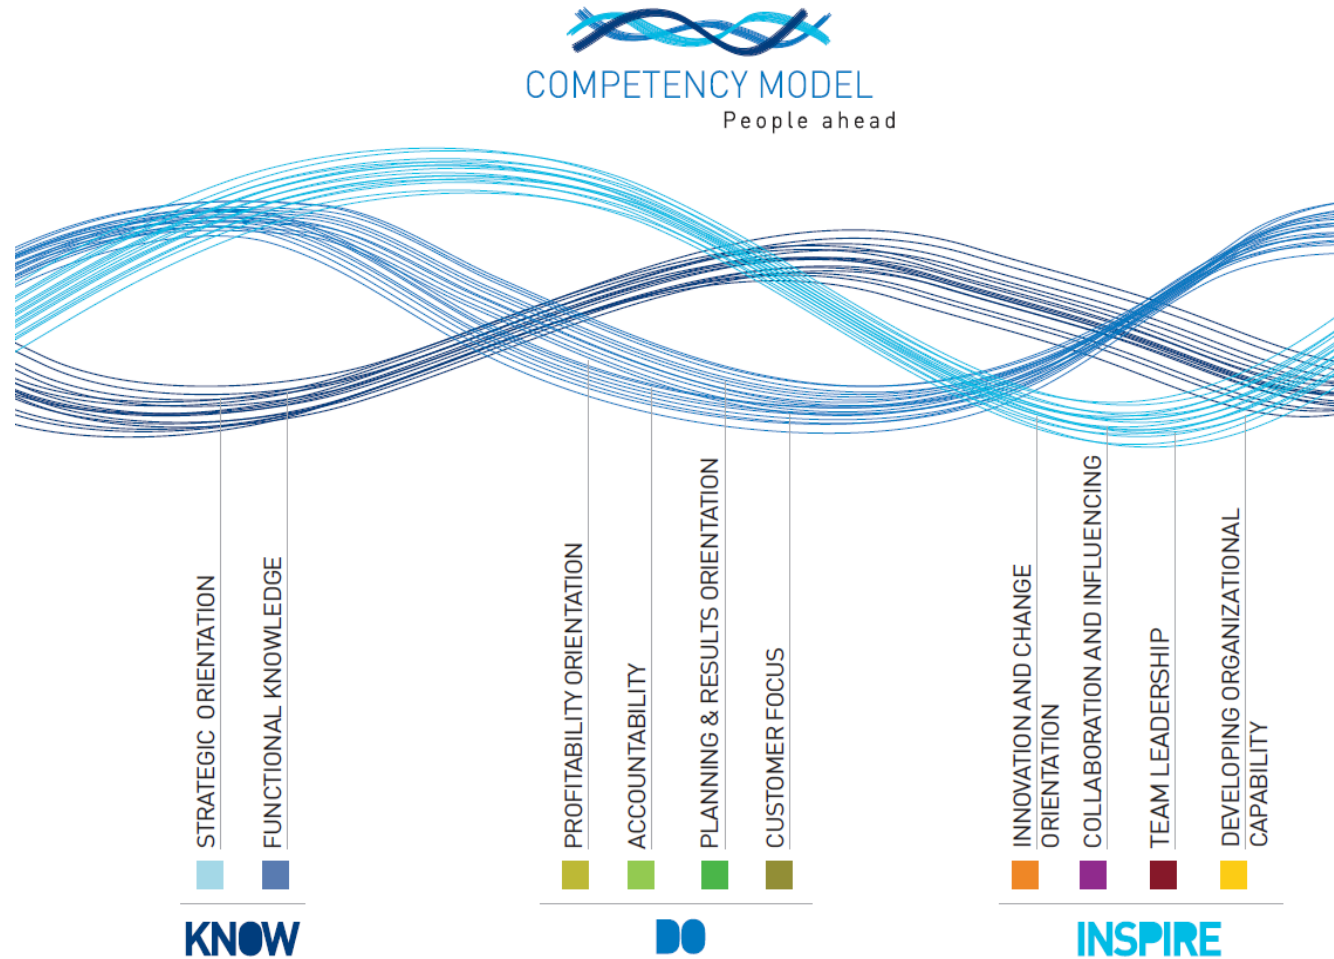 COMPETENCY MODEL
People ahead
STRATEGIC ORIENTATION
FUNCTIONAL KNOWLEDGE
PROFITABILITY ORIENTATION
ACCOUNTABILITY
PLANNING & RESULTS ORIENTATION
CUSTOMER FOCUS
INNOVATION AND CHANGE
ORIENTATION
COLLABORATION AND INFLUENCING
TEAM LEADERSHIP
DEVELOPING ORGANIZATIONAL
CAPABILITY
KNOW
DO
INSPIRE